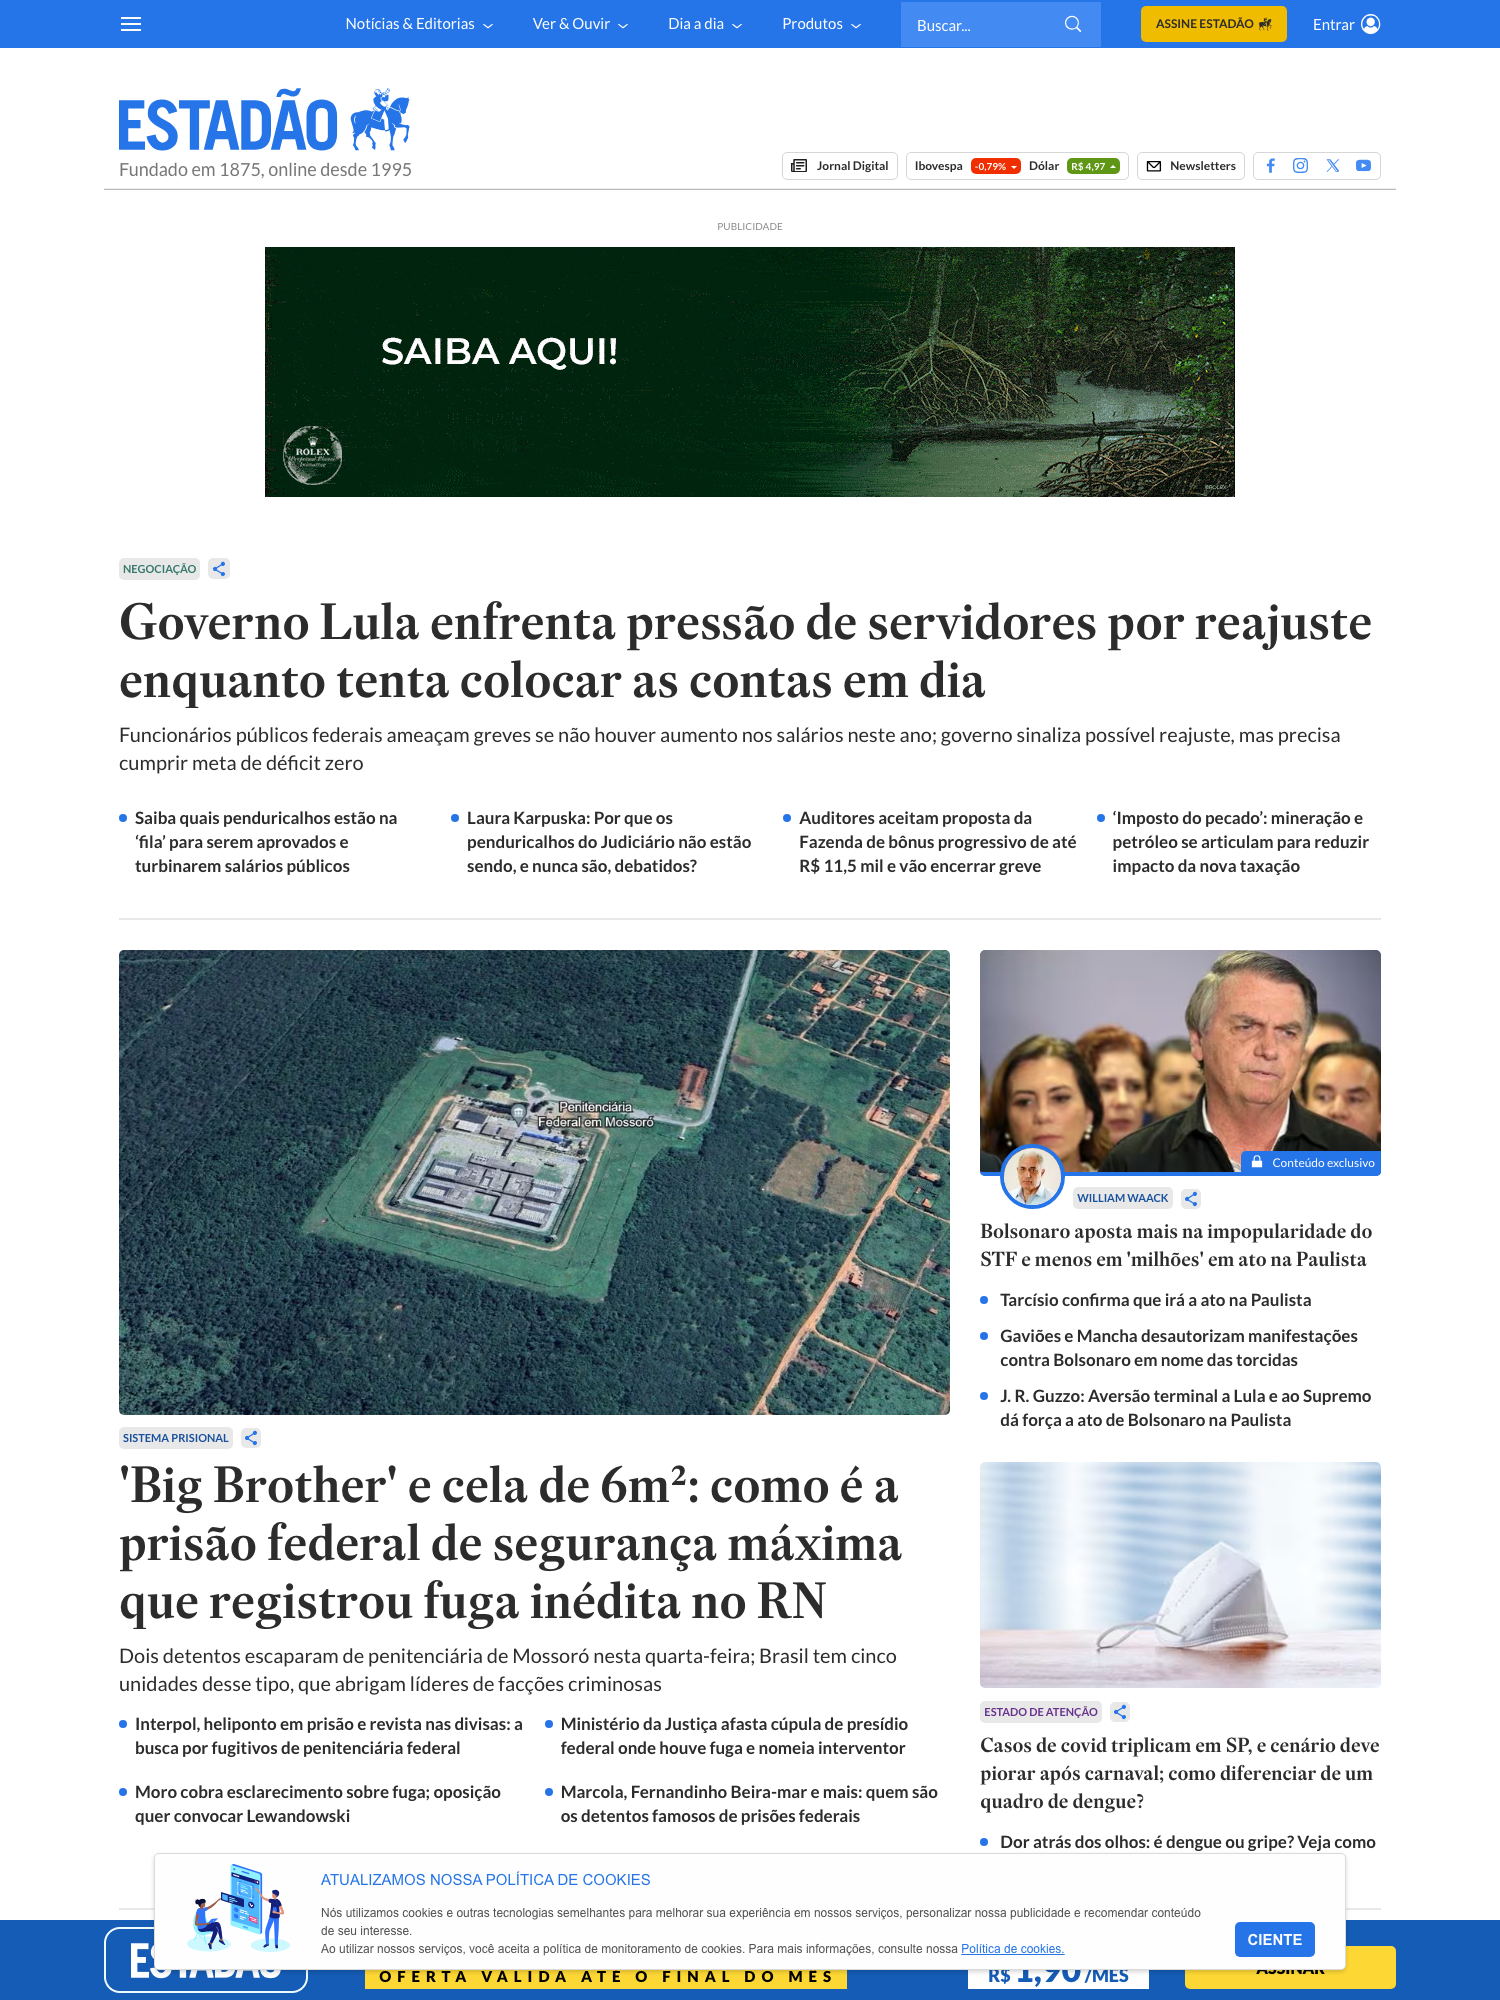 Notícias & Editorias
Ver & Ouvir
Dia a dia
Produtos
Buscar...
ASSINE ESTADÃO
Entrar
ESTADÃO
Fundado em 1875, online desde 1995
Jornal Digital
Ibovespa -0,79% Dólar R$ 4,97
Newsletters
PUBLICIDADE
SAIBA AQUI!
ROLEX
Perpetual Planet
Initiative
©ROLEX
NEGOCIAÇÃO
Governo Lula enfrenta pressão de servidores por reajuste
enquanto tenta colocar as contas em dia
Funcionários públicos federais ameaçam greves se não houver aumento nos salários neste ano; governo sinaliza possível reajuste, mas precisa
cumprir meta de déficit zero
Saiba quais penduricalhos estão na
‘fila’ para serem aprovados e
turbinarem salários públicos
Laura Karpuska: Por que os
penduricalhos do Judiciário não estão
sendo, e nunca são, debatidos?
Auditores aceitam proposta da
Fazenda de bônus progressivo de até
R$ 11,5 mil e vão encerrar greve
‘Imposto do pecado’: mineração e
petróleo se articulam para reduzir
impacto da nova taxação
Penitenciária
Federal em Mossoró
SISTEMA PRISIONAL
'Big Brother' e cela de 6m²: como é a
prisão federal de segurança máxima
que registrou fuga inédita no RN
Dois detentos escaparam de penitenciária de Mossoró nesta quarta-feira; Brasil tem cinco
unidades desse tipo, que abrigam líderes de facções criminosas
Interpol, heliponto em prisão e revista nas divisas: a
busca por fugitivos de penitenciária federal
Ministério da Justiça afasta cúpula de presídio
federal onde houve fuga e nomeia interventor
Moro cobra esclarecimento sobre fuga; oposição
quer convocar Lewandowski
Marcola, Fernandinho Beira-mar e mais: quem são
os detentos famosos de prisões federais
Conteúdo exclusivo
WILLIAM WAACK
Bolsonaro aposta mais na impopularidade do
STF e menos em 'milhões' em ato na Paulista
Tarcísio confirma que irá a ato na Paulista
Gaviões e Mancha desautorizam manifestações
contra Bolsonaro em nome das torcidas
J. R. Guzzo: Aversão terminal a Lula e ao Supremo
dá força a ato de Bolsonaro na Paulista
ESTADO DE ATENÇÃO
Casos de covid triplicam em SP, e cenário deve
piorar após carnaval; como diferenciar de um
quadro de dengue?
Dor atrás dos olhos: é dengue ou gripe? Veja como
ATUALIZAMOS NOSSA POLÍTICA DE COOKIES
Nós utilizamos cookies e outras tecnologias semelhantes para melhorar sua experiência em nossos serviços, personalizar nossa publicidade e recomendar conteúdo
de seu interesse.
Ao utilizar nossos serviços, você aceita a política de monitoramento de cookies. Para mais informações, consulte nossa Política de cookies.
CIENTE
ESTADÃO
OFERTA VÁLIDA ATÉ O FINAL DO MÊS
R$ 1,90/MÊS
ASSINAR